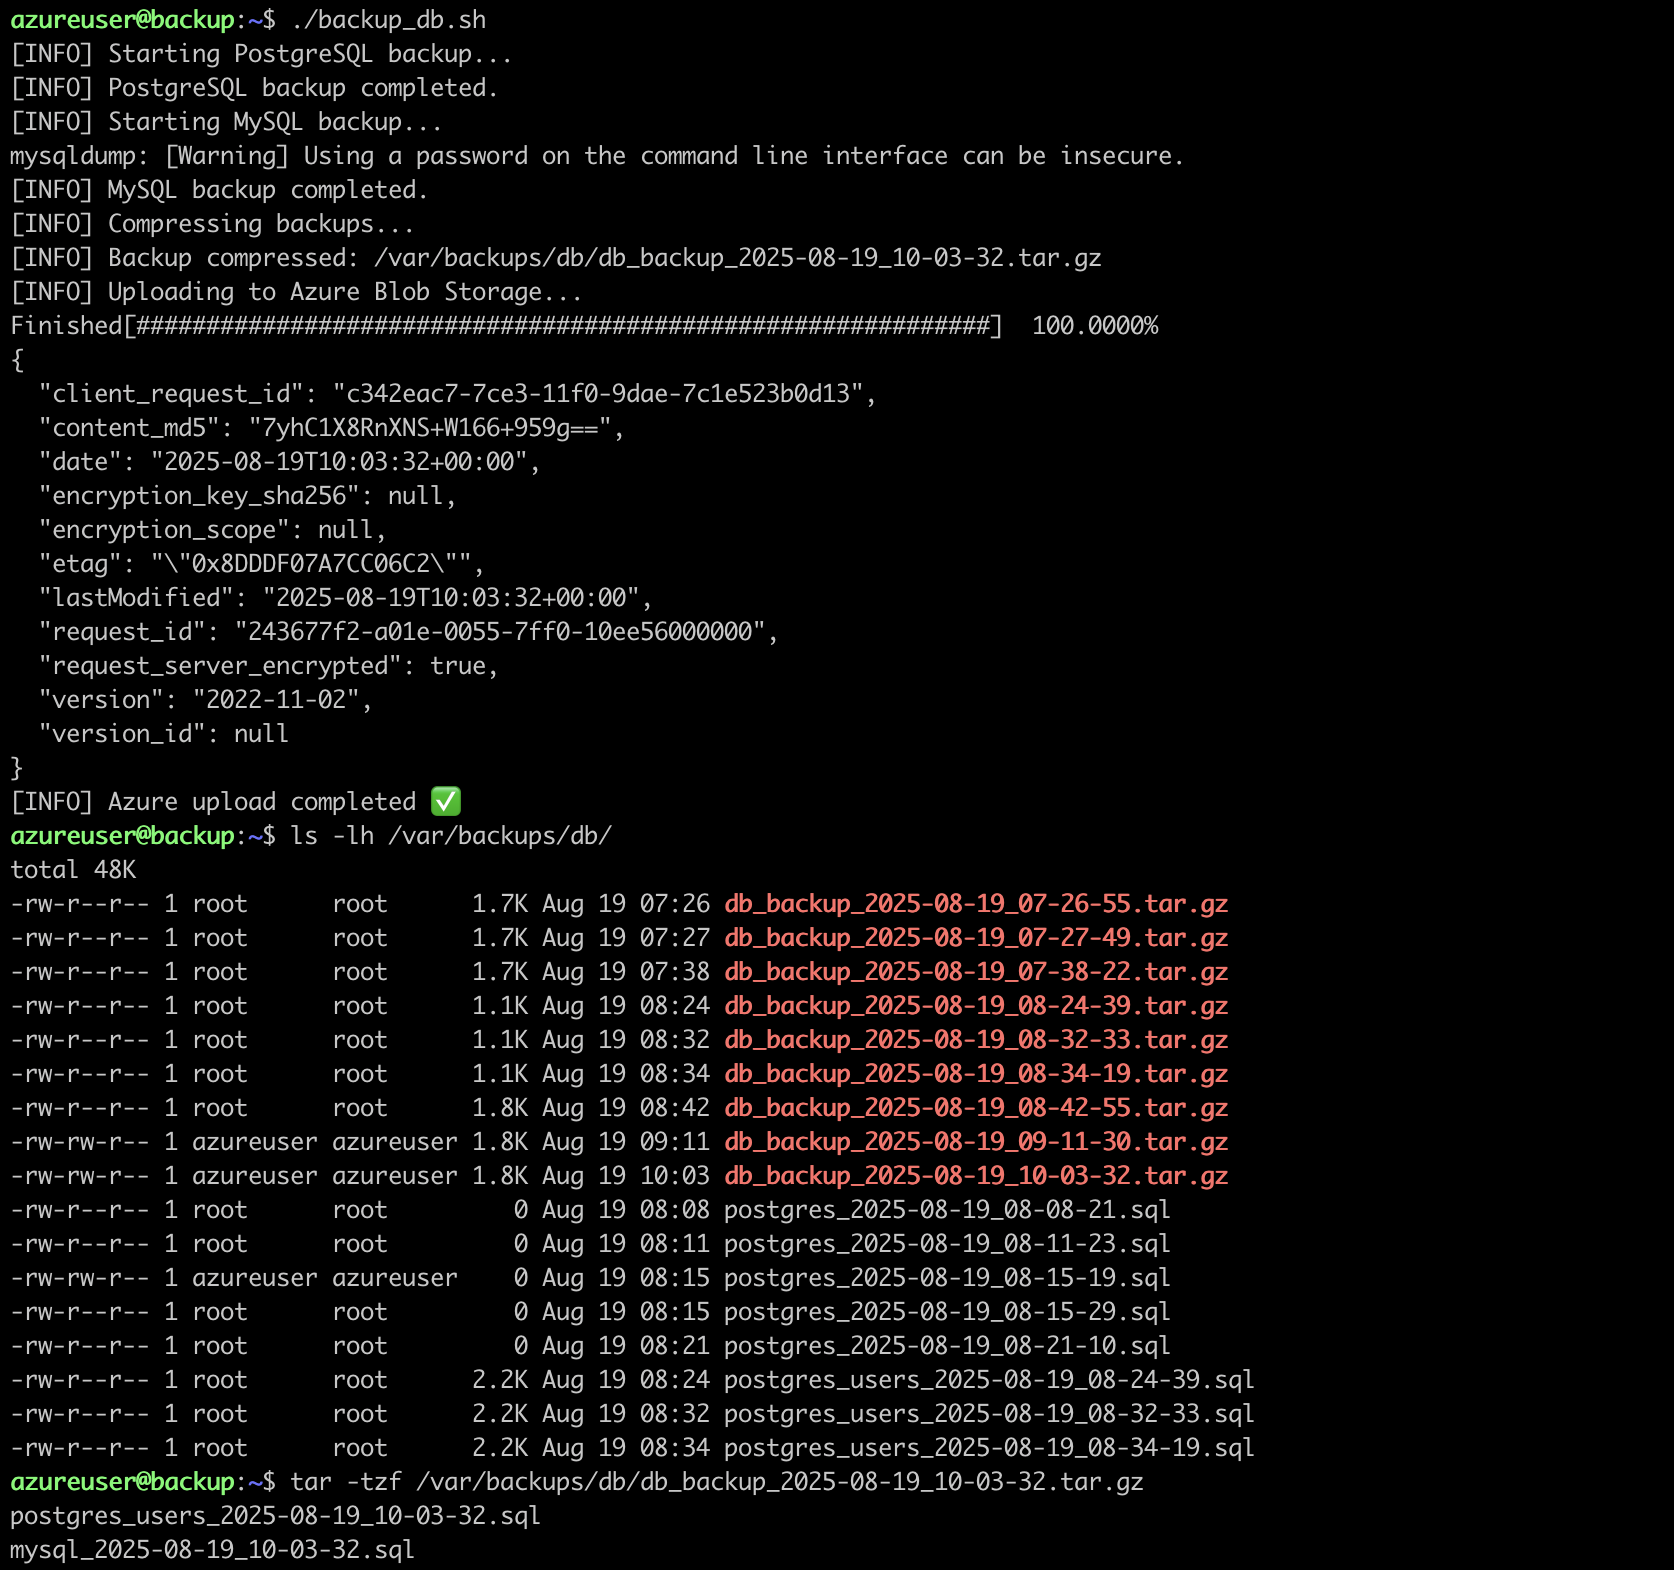 azureuser@backup:~$ ./backup_db.sh
[INFO] Starting PostgreSQL backup...
[INFO] PostgreSQL backup completed.
[INFO] Starting MySQL backup...
mysqldump: [Warning] Using a password on the command line interface can be insecure.
[INFO] MySQL backup completed.
[INFO] Compressing backups...
[INFO] Backup compressed: /var/backups/db/db_backup_2025-08-19_10-03-32.tar.gz
[INFO] Uploading to Azure Blob Storage...
Finished[#############################################################]  100.0000%
{
  "client_request_id": "c342eac7-7ce3-11f0-9dae-7c1e523b0d13",
  "content_md5": "7yhC1X8RnXNS+W166+959g==",
  "date": "2025-08-19T10:03:32+00:00",
  "encryption_key_sha256": null,
  "encryption_scope": null,
  "etag": "\"0x8DDDF07A7CC06C2\"",
  "lastModified": "2025-08-19T10:03:32+00:00",
  "request_id": "243677f2-a01e-0055-7ff0-10ee56000000",
  "request_server_encrypted": true,
  "version": "2022-11-02",
  "version_id": null
}
[INFO] Azure upload completed ✅
azureuser@backup:~$ ls -lh /var/backups/db/
total 48K
-rw-r--r-- 1 root      root      1.7K Aug 19 07:26 db_backup_2025-08-19_07-26-55.tar.gz
-rw-r--r-- 1 root      root      1.7K Aug 19 07:27 db_backup_2025-08-19_07-27-49.tar.gz
-rw-r--r-- 1 root      root      1.7K Aug 19 07:38 db_backup_2025-08-19_07-38-22.tar.gz
-rw-r--r-- 1 root      root      1.1K Aug 19 08:24 db_backup_2025-08-19_08-24-39.tar.gz
-rw-r--r-- 1 root      root      1.1K Aug 19 08:32 db_backup_2025-08-19_08-32-33.tar.gz
-rw-r--r-- 1 root      root      1.1K Aug 19 08:34 db_backup_2025-08-19_08-34-19.tar.gz
-rw-r--r-- 1 root      root      1.8K Aug 19 08:42 db_backup_2025-08-19_08-42-55.tar.gz
-rw-rw-r-- 1 azureuser azureuser 1.8K Aug 19 09:11 db_backup_2025-08-19_09-11-30.tar.gz
-rw-rw-r-- 1 azureuser azureuser 1.8K Aug 19 10:03 db_backup_2025-08-19_10-03-32.tar.gz
-rw-r--r-- 1 root      root         0 Aug 19 08:08 postgres_2025-08-19_08-08-21.sql
-rw-r--r-- 1 root      root         0 Aug 19 08:11 postgres_2025-08-19_08-11-23.sql
-rw-rw-r-- 1 azureuser azureuser    0 Aug 19 08:15 postgres_2025-08-19_08-15-19.sql
-rw-r--r-- 1 root      root         0 Aug 19 08:15 postgres_2025-08-19_08-15-29.sql
-rw-r--r-- 1 root      root         0 Aug 19 08:21 postgres_2025-08-19_08-21-10.sql
-rw-r--r-- 1 root      root      2.2K Aug 19 08:24 postgres_users_2025-08-19_08-24-39.sql
-rw-r--r-- 1 root      root      2.2K Aug 19 08:32 postgres_users_2025-08-19_08-32-33.sql
-rw-r--r-- 1 root      root      2.2K Aug 19 08:34 postgres_users_2025-08-19_08-34-19.sql
azureuser@backup:~$ tar -tzf /var/backups/db/db_backup_2025-08-19_10-03-32.tar.gz
postgres_users_2025-08-19_10-03-32.sql
mysql_2025-08-19_10-03-32.sql